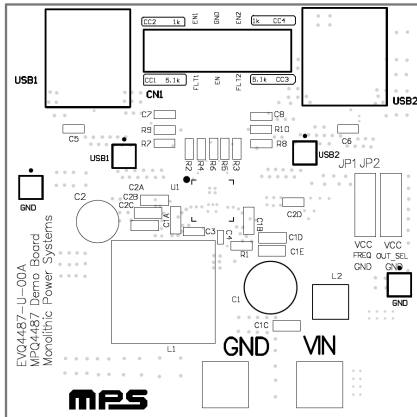 CC2 1k
EN1
GND
EN2
1k CC4
USB1
USB2
CC1 5.1k
FLT1
EN
FLT2
5.1k CC3
CN1
C7
C8
C5
R9
R10
C6
R7
R8
USB1
USB2
R2
R4
R6
R5
R3
JP1 JP2
GND
C2A
U1
C2B
C2C
C2
C1A
C2D
C1B
C3
C4
C1D
R1
C1E
VCC
VCC
FREQ
OUT_SEL
GND
GND
GND
C1
L2
C1C
L1
GND
VIN
EVQ4487-U-00A
MPQ4487 Demo Board
Monolithic Power Systems
mps